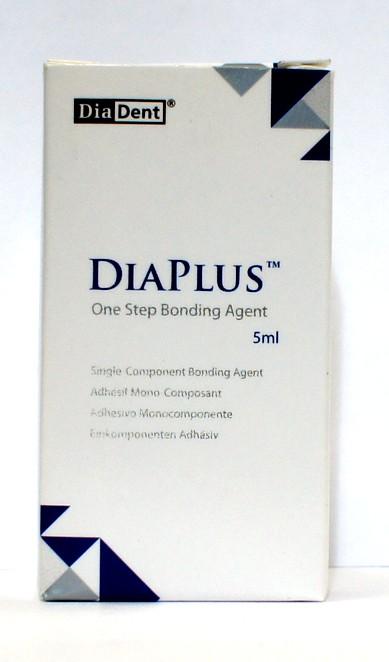 DiaDent®
DIAPLUS™
One Step Bonding Agent
5ml
Single-Component Bonding Agent
Adhésif Mono-Composant
Adhesivo Monocomponente
Einkomponenten Adhäsiv